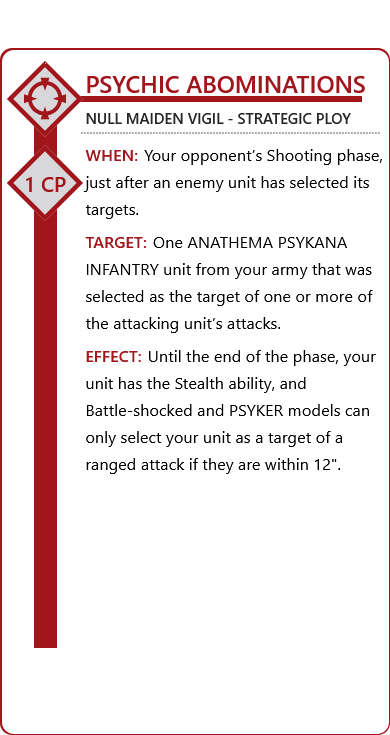 PSYCHIC ABOMINATIONS
NULL MAIDEN VIGIL - STRATEGIC PLOY
1 CP
WHEN: Your opponent’s Shooting phase,
just after an enemy unit has selected its
targets.
TARGET: One ANATHEMA PSYKANA
INFANTRY unit from your army that was
selected as the target of one or more of
the attacking unit’s attacks.
EFFECT: Until the end of the phase, your
unit has the Stealth ability, and
Battle-shocked and PSYKER models can
only select your unit as a target of a
ranged attack if they are within 12".